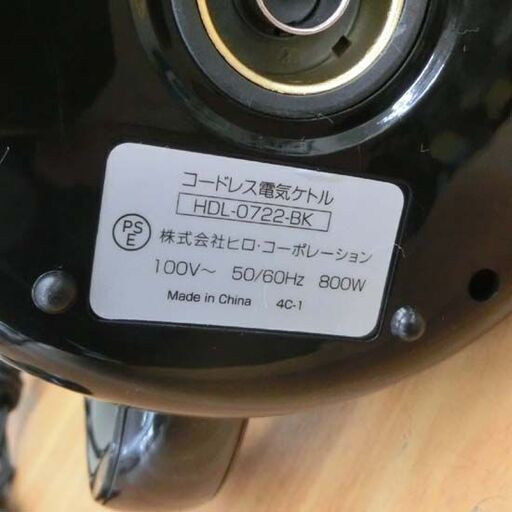 コードレス電気ケトル
HDL-0722-BK
PSE
株式会社ヒロ・コーポレーション
100V～ 50/60Hz 800W
Made in China 4C-1